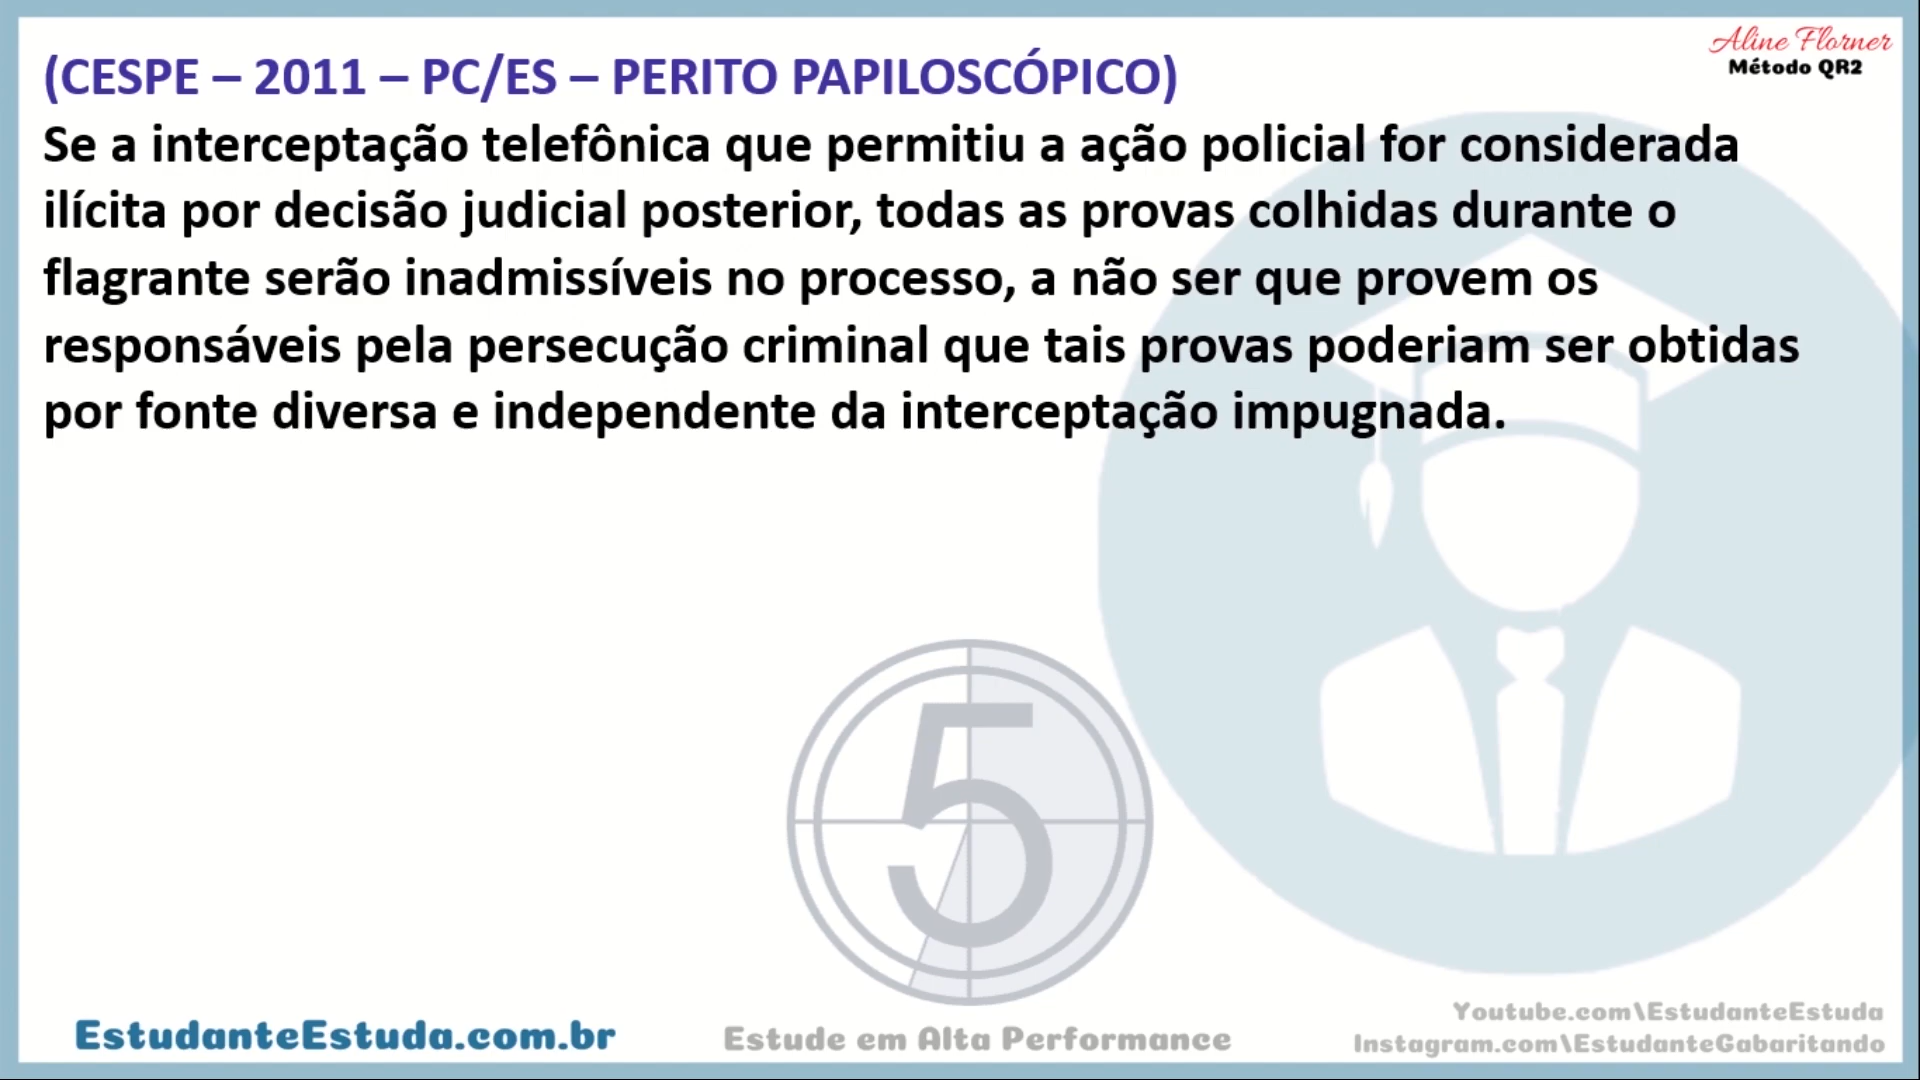 Aline Florner
Método QR2
(CESPE – 2011 – PC/ES – PERITO PAPILOSCÓPICO)
Se a interceptação telefônica que permitiu a ação policial for considerada
ilícita por decisão judicial posterior, todas as provas colhidas durante o
flagrante serão inadmissíveis no processo, a não ser que provem os
responsáveis pela persecução criminal que tais provas poderiam ser obtidas
por fonte diversa e independente da interceptação impugnada.
5
EstudanteEstuda.com.br
Estude em Alta Performance
Youtube.com\EstudanteEstuda
Instagram.com\EstudanteGabaritando